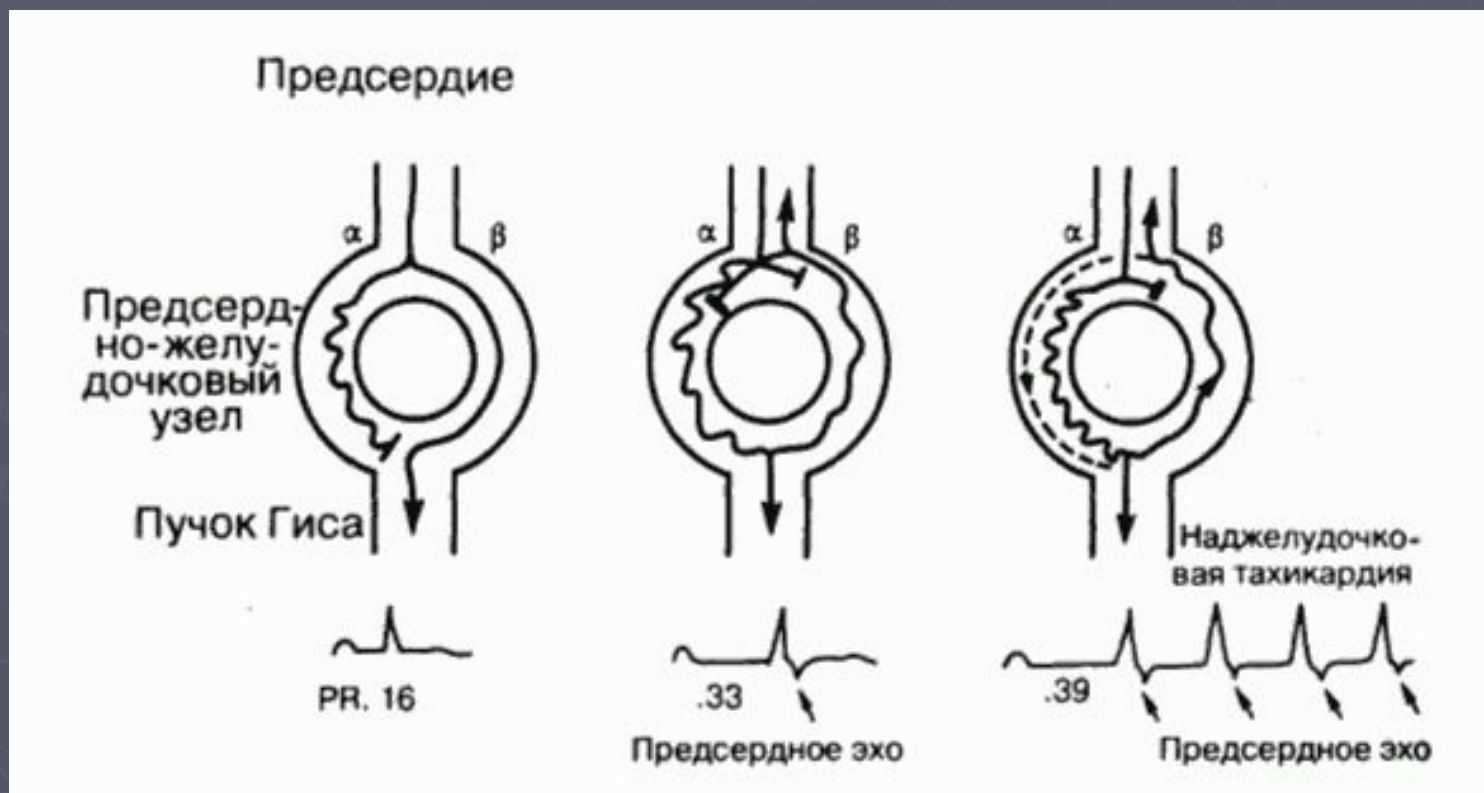 Предсердие
α β
α β
α β
Предсерд-
но-желу-
дочковый
узел
Пучок Гиса
Наджелудочко-
вая тахикардия
PR. 16
.33
.39
Предсердное эхо
Предсердное эхо